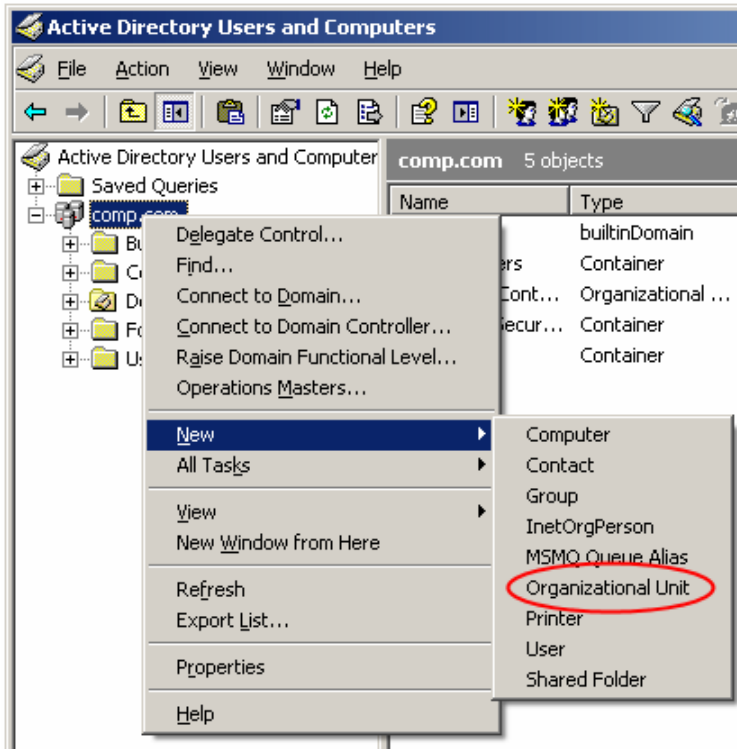 Active Directory Users and Computers
File Action View Window Help
Active Directory Users and Computer
Saved Queries
comp.com
comp.com 5 objects
Name Type
builtinDomain
Container
Cont... Organizational ...
Container
Container
Delegate Control...
Find...
Connect to Domain...
Connect to Domain Controller...
Raise Domain Functional Level...
Operations Masters...
New
All Tasks
View
New Window from Here
Refresh
Export List...
Properties
Help
Computer
Contact
Group
InetOrgPerson
MSMQ Queue Alias
Organizational Unit
Printer
User
Shared Folder